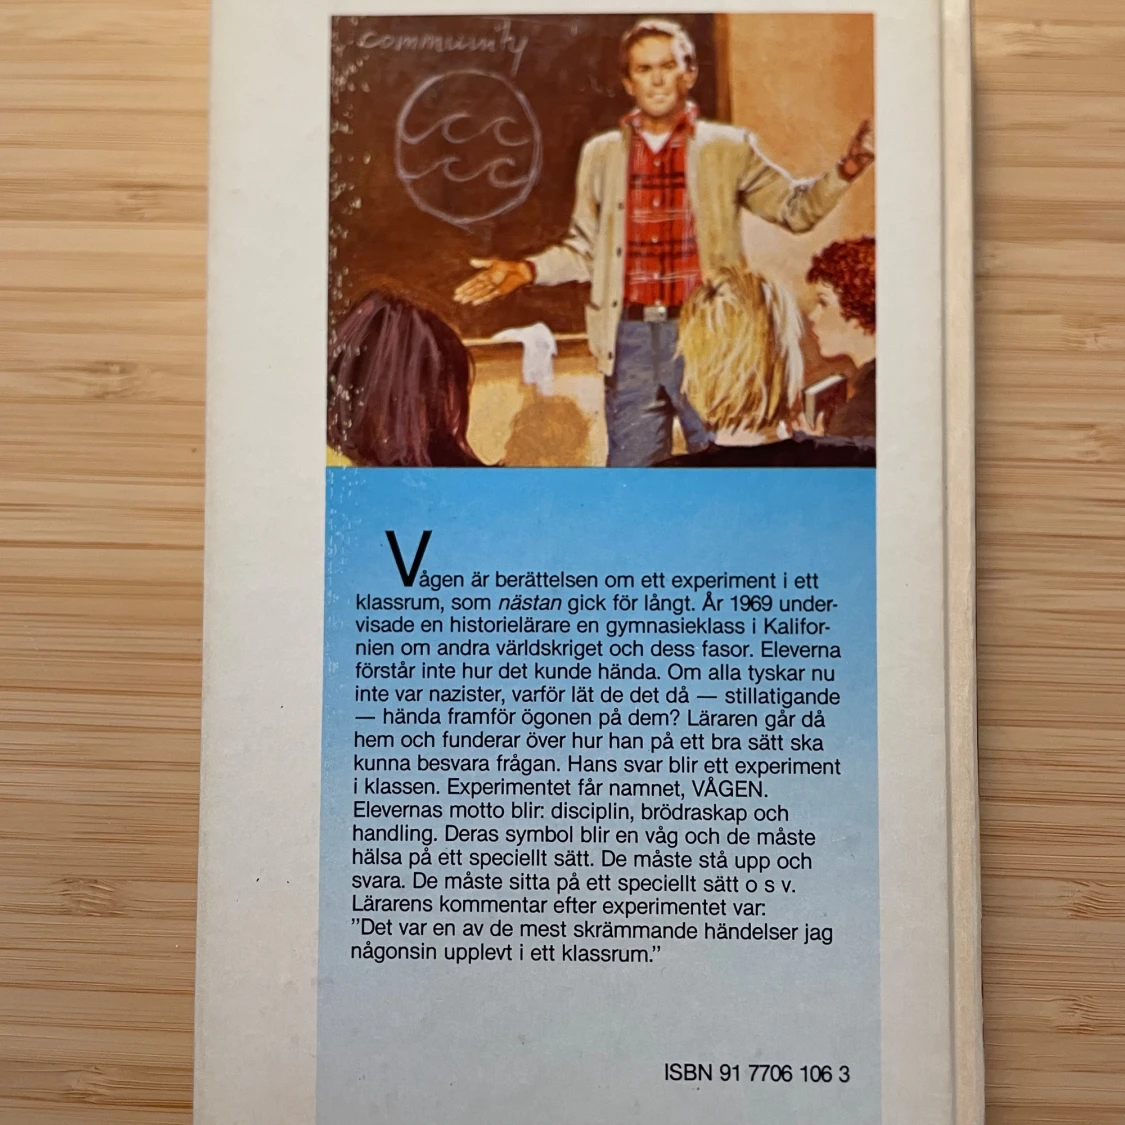 community
Vågen är berättelsen om ett experiment i ett
klassrum, som nästan gick för långt. År 1969 under-
visade en historielärare en gymnasieklass i Kalifor-
nien om andra världskriget och dess fasor. Eleverna
förstår inte hur det kunde hända. Om alla tyskar nu
inte var nazister, varför lät de det då — stillatigande
— hända framför ögonen på dem? Läraren går då
hem och funderar över hur han på ett bra sätt ska
kunna besvara frågan. Hans svar blir ett experiment
i klassen. Experimentet får namnet, VÅGEN.
Elevernas motto blir: disciplin, brödraskap och
handling. Deras symbol blir en våg och de måste
hälsa på ett speciellt sätt. De måste stå upp och
svara. De måste sitta på ett speciellt sätt o s v.
Lärarens kommentar efter experimentet var:
”Det var en av de mest skrämmande händelser jag
någonsin upplevt i ett klassrum.”
ISBN 91 7706 106 3